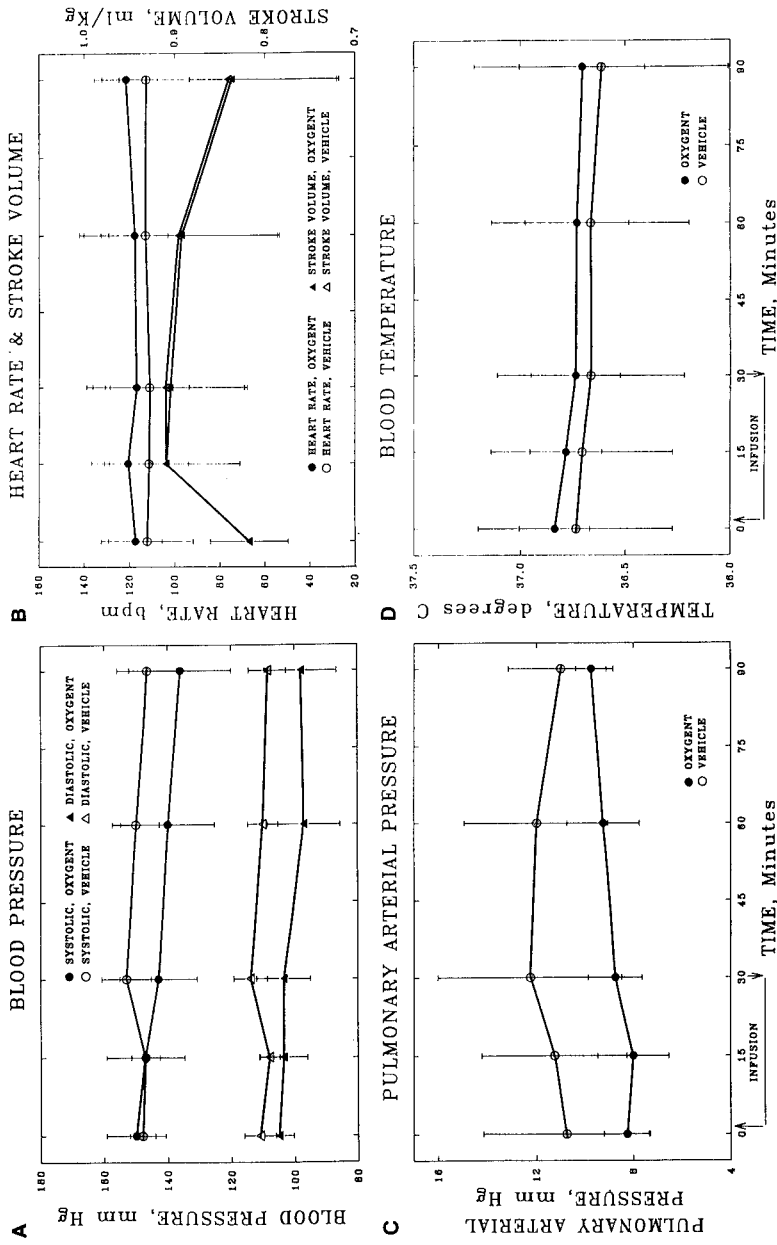 A
BLOOD PRESSURE
BLOOD PRESSURE, mm Hg
180
160
140
120
100
80
● SYSTOLIC, OXYGENT
○ SYSTOLIC, VEHICLE
▲ DIASTOLIC, OXYGENT
△ DIASTOLIC, VEHICLE
B
HEART RATE & STROKE VOLUME
HEART RATE, bpm
160
140
120
100
80
60
40
20
STROKE VOLUME, ml/Kg
1.0
0.9
0.8
0.7
● HEART RATE, OXYGENT
○ HEART RATE, VEHICLE
▲ STROKE VOLUME, OXYGENT
△ STROKE VOLUME, VEHICLE
C
PULMONARY ARTERIAL PRESSURE
PULMONARY ARTERIAL
PRESSURE, mm Hg
16
12
8
4
● OXYGENT
○ VEHICLE
0 15 30 45 60 75 90
INFUSION
TIME, Minutes
D
BLOOD TEMPERATURE
TEMPERATURE, degrees C
37.5
37.0
36.5
36.0
● OXYGENT
○ VEHICLE
0 15 30 45 60 75 90
INFUSION
TIME, Minutes